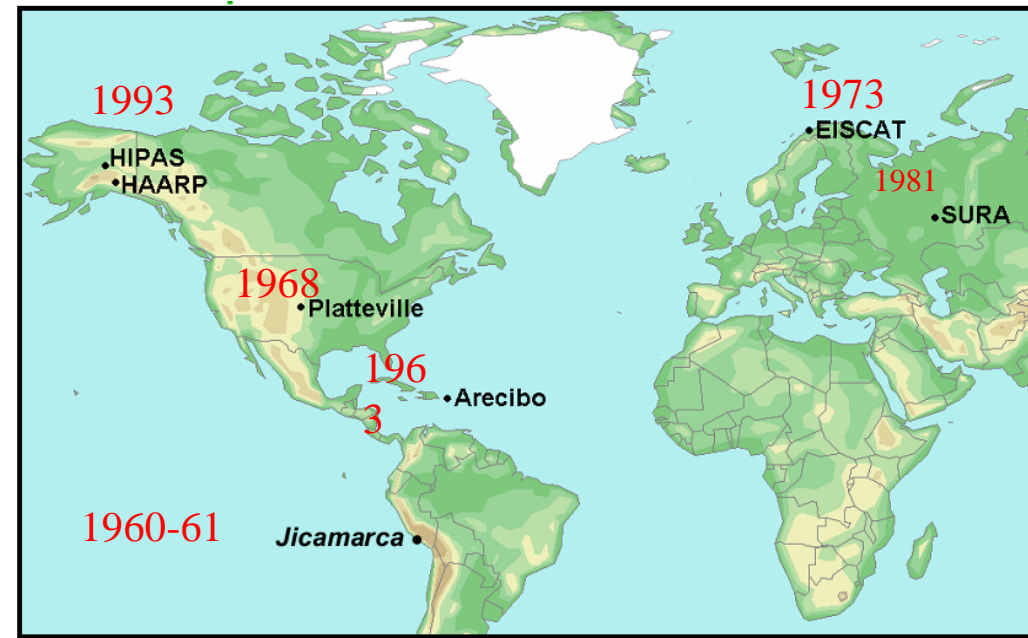 1993
1973
EISCAT
HIPAS
HAARP
1981
SURA
1968
Platteville
196
3
Arecibo
1960-61
Jicamarca